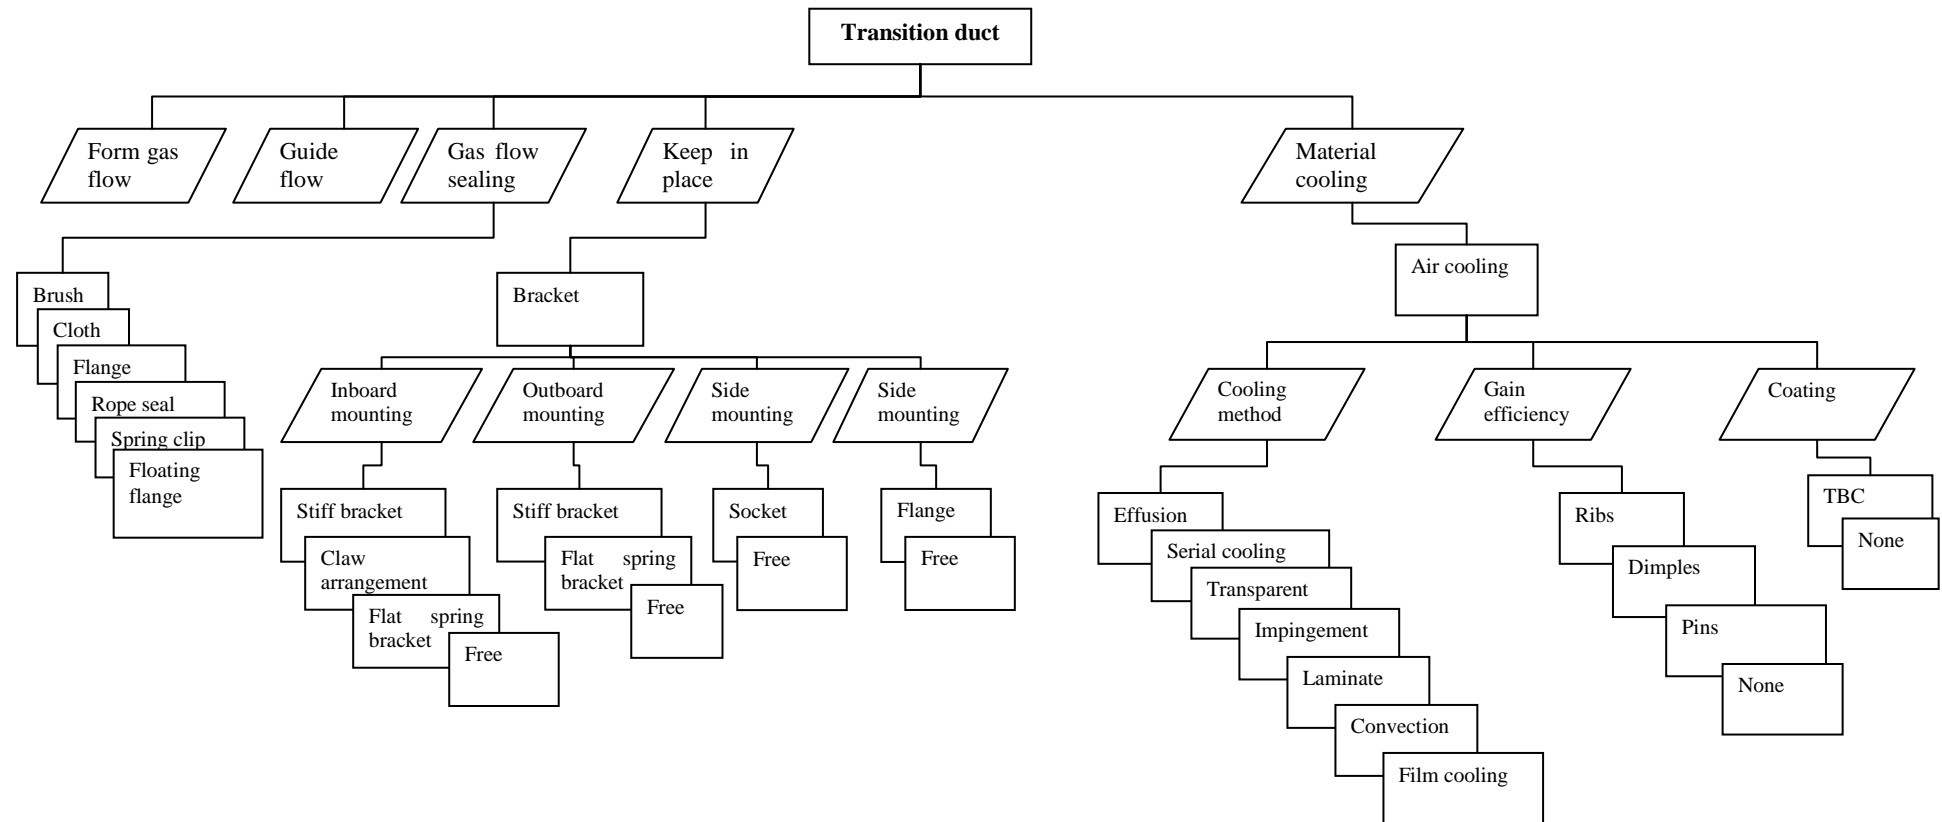 Transition duct
Form gas
flow
Guide
flow
Gas flow
sealing
Keep in
place
Material
cooling
Brush
Cloth
Flange
Rope seal
Spring clip
Floating
flange
Bracket
Inboard
mounting
Outboard
mounting
Side
mounting
Side
mounting
Stiff bracket
Claw
arrangement
Flat spring
bracket
Free
Stiff bracket
Flat spring
bracket
Free
Socket
Free
Flange
Free
Air cooling
Cooling
method
Gain
efficiency
Coating
Effusion
Serial cooling
Transparent
Impingement
Laminate
Convection
Film cooling
Ribs
Dimples
Pins
None
TBC
None